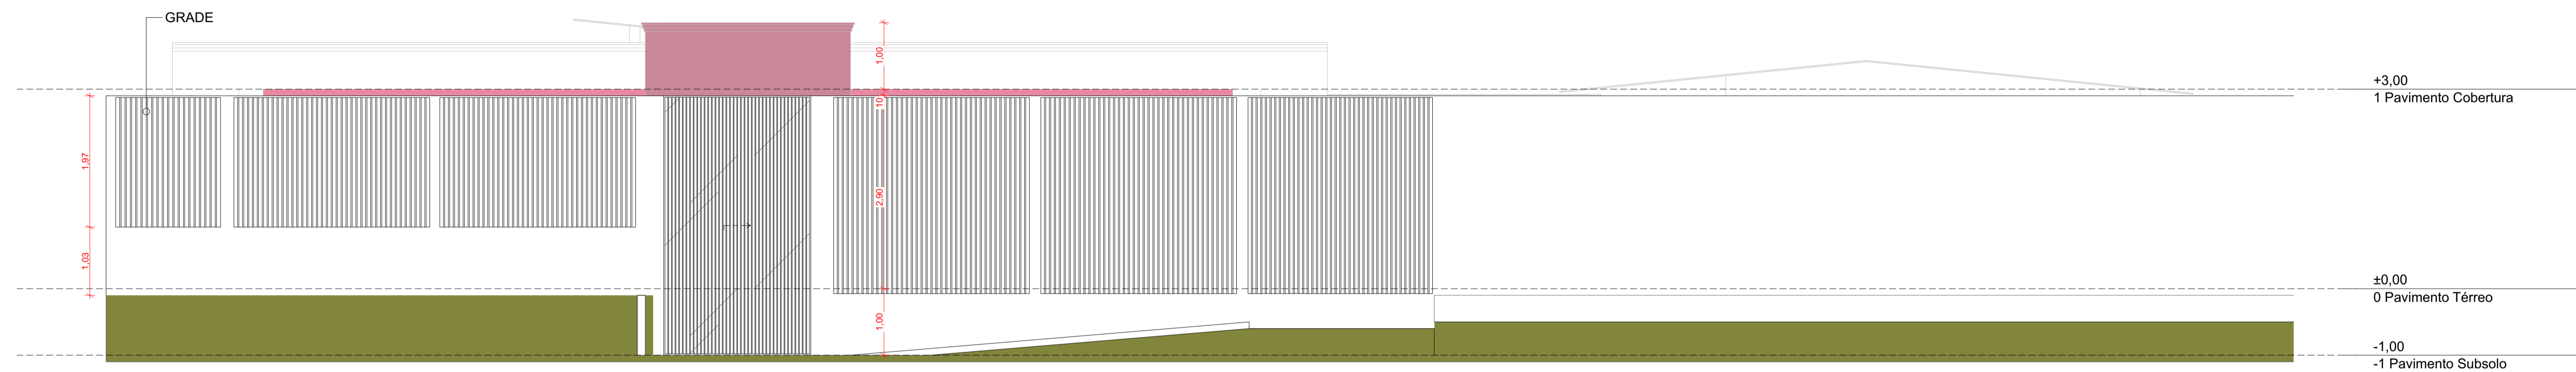 GRADE
1,00
+3,00
1 Pavimento Cobertura
10
1,97
2,90
1,03
±0,00
0 Pavimento Térreo
1,00
-1,00
-1 Pavimento Subsolo